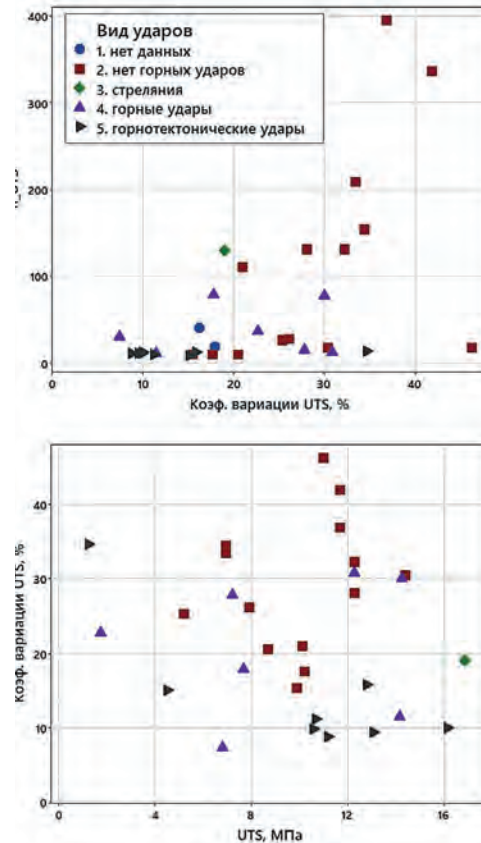 400
Вид ударов
1. нет данных
2. нет горных ударов
3. стреляния
4. горные удары
5. горнотектонические удары
300
200
100
0
0 10 20 30 40
Коэф. вариации UTS, %
Коэф. вариации UTS, %
40
30
20
10
0
0 4 8 12 16
UTS, МПа